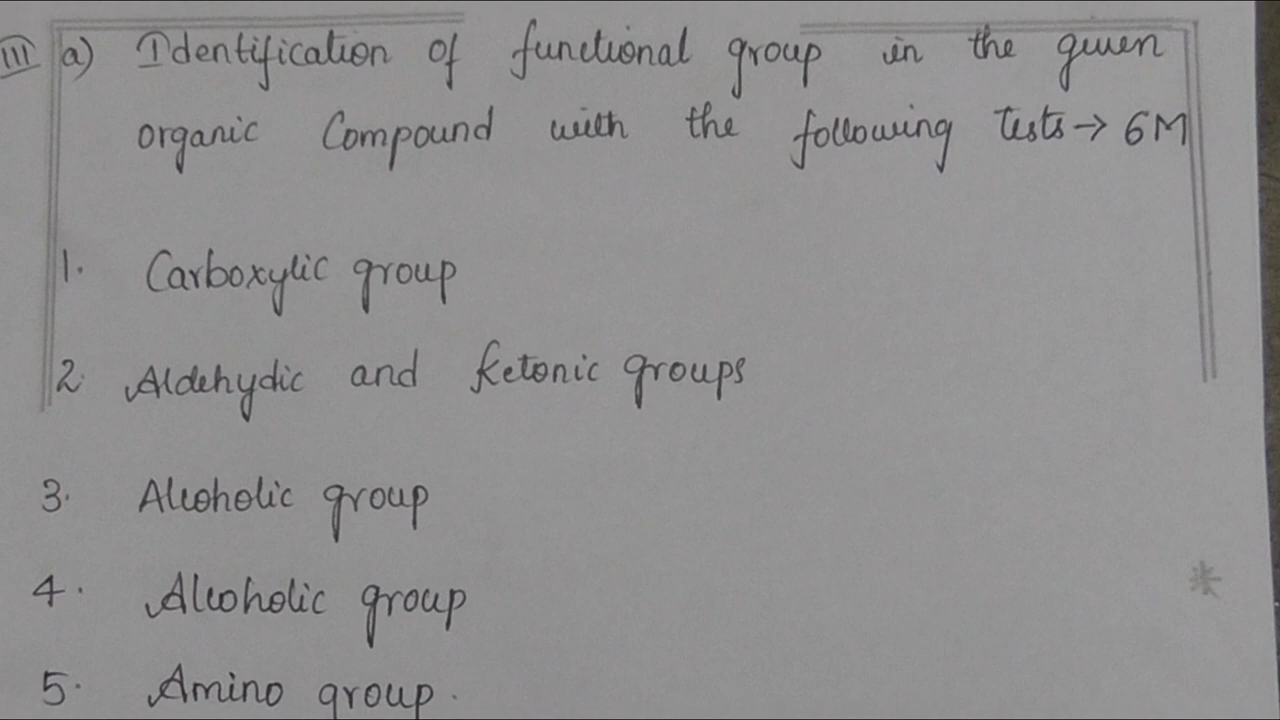 III a) Identification of functional group in the given
organic Compound with the following tests → 6M
1. Carboxylic group
2. Aldehydic and ketonic groups
3. Alcoholic group
4. Alcoholic group
5. Amino group.